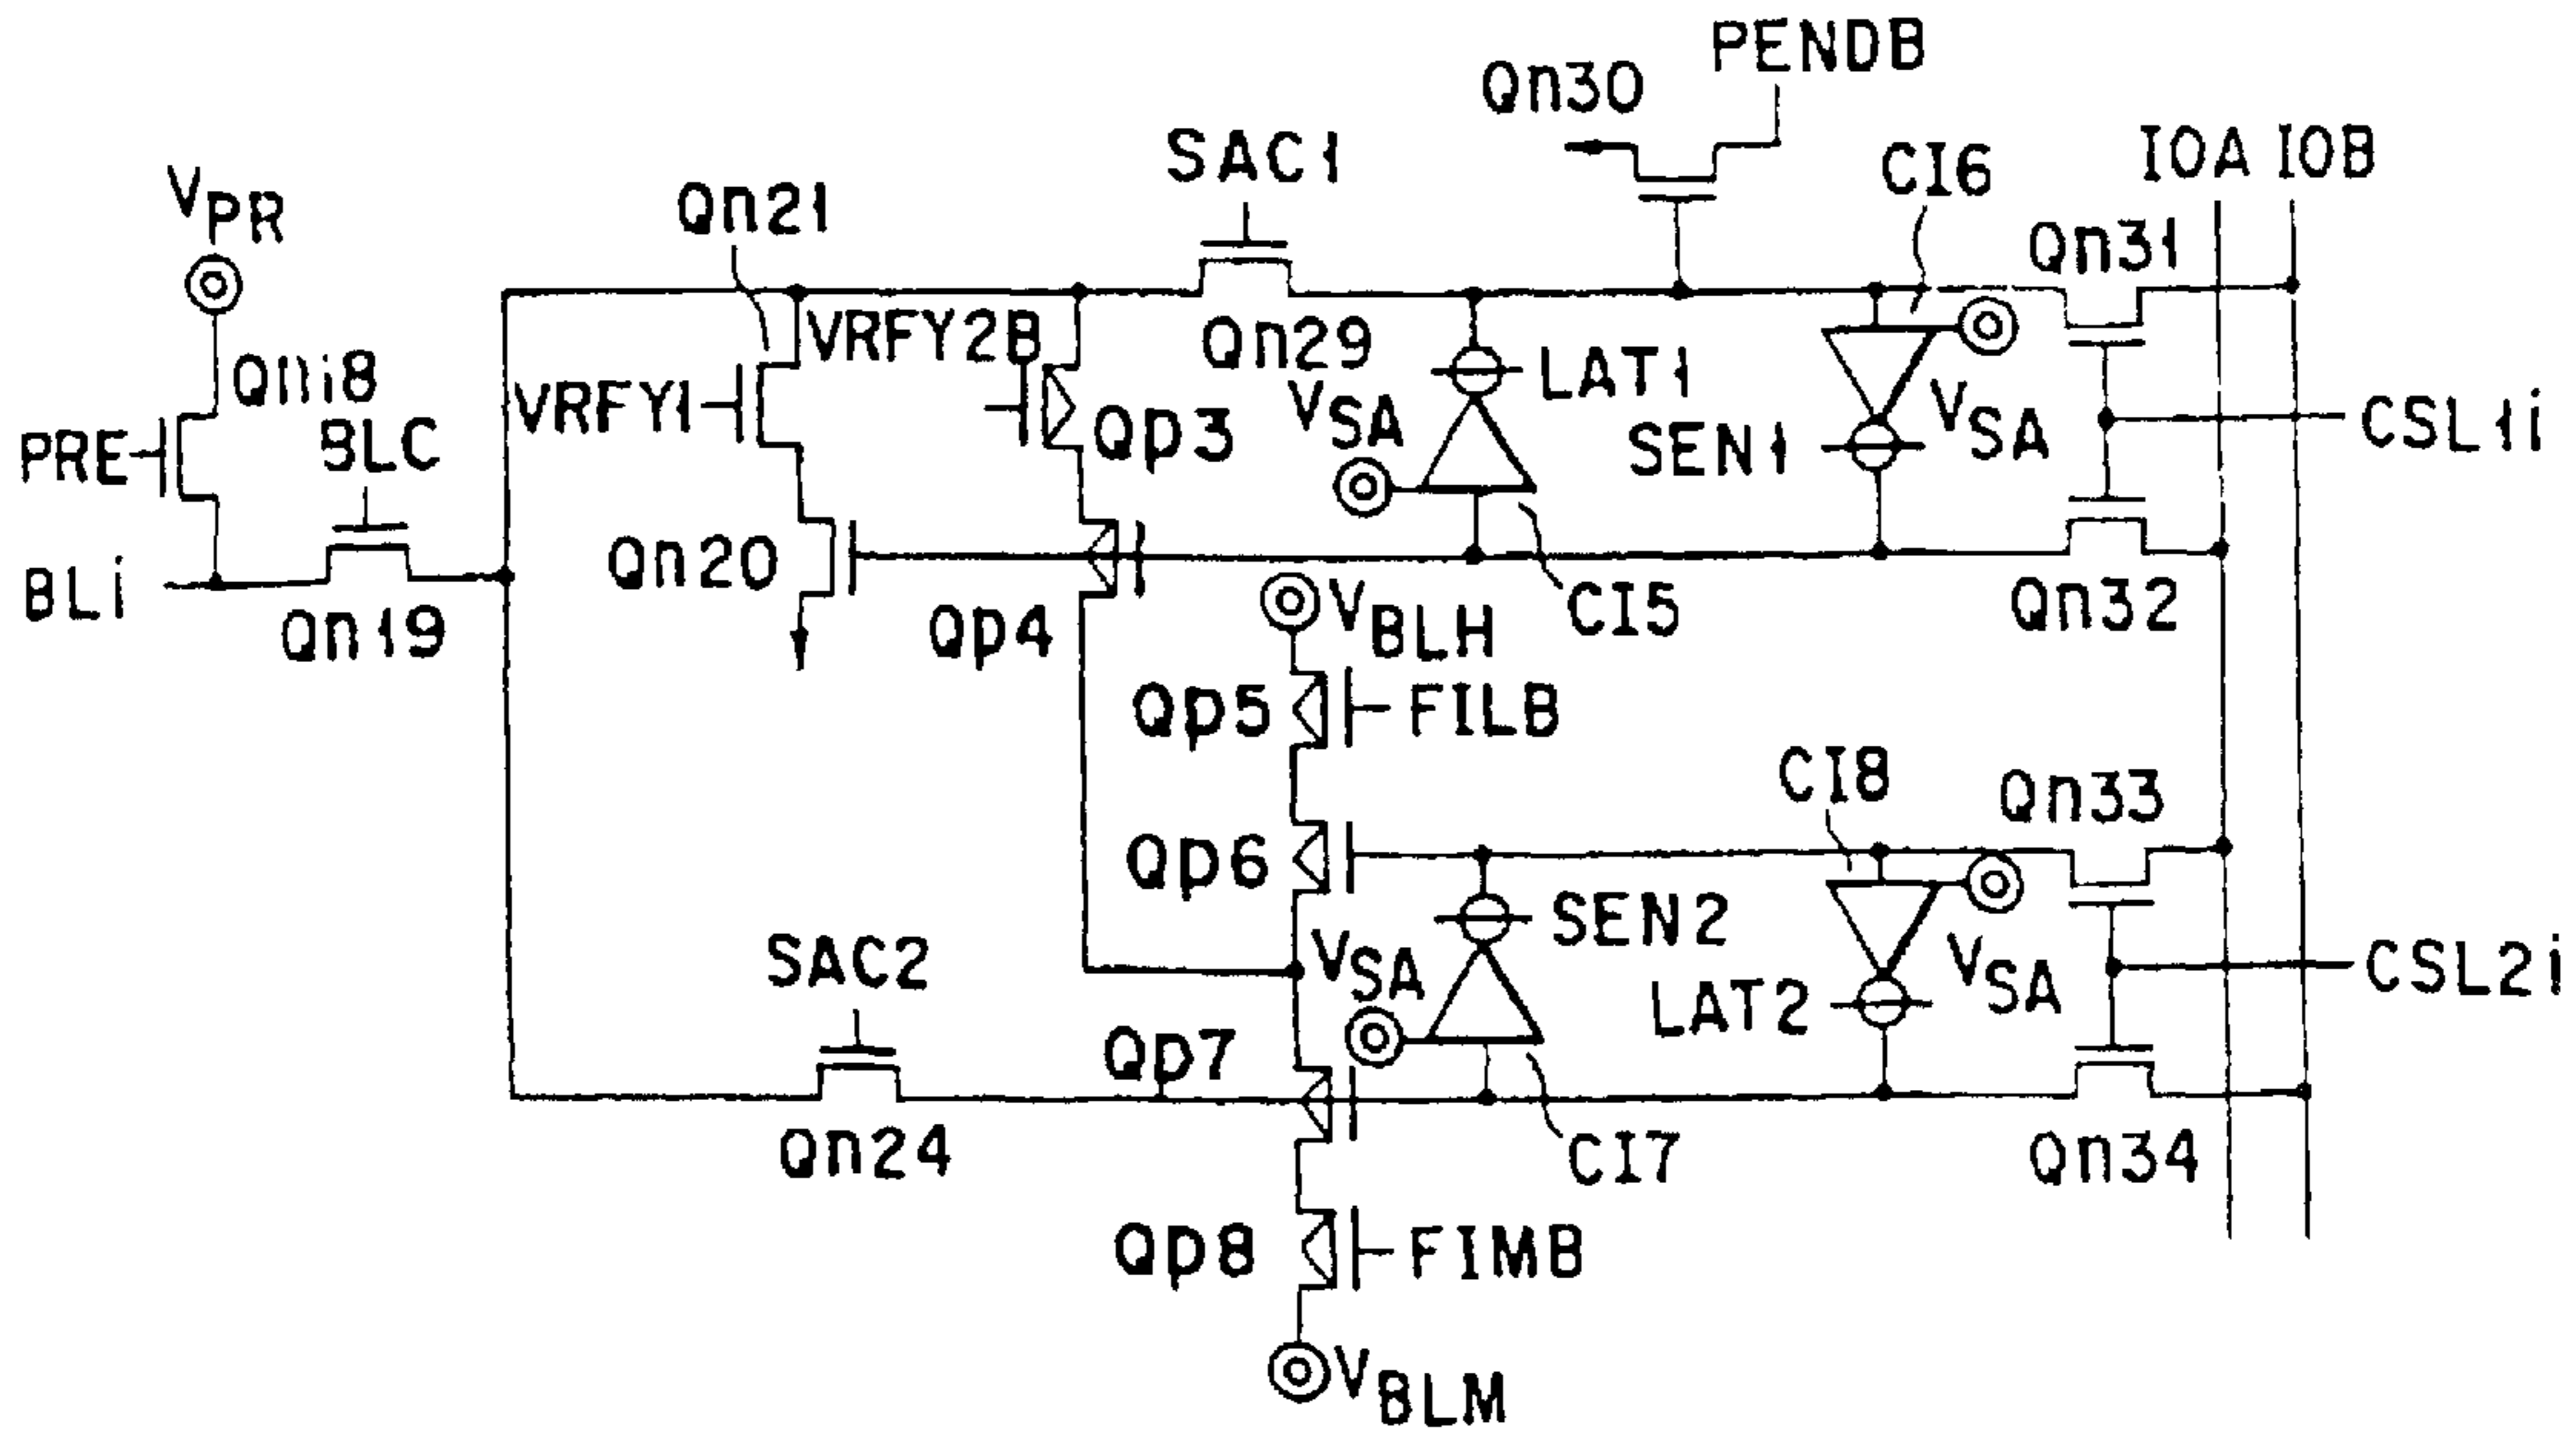 PENDB
Qn30
SAC1
IOA IOB
CI6
VPR
Qn21
Qn31
VRFY2B
Qn29
LAT1
Qni8
VRFY1
VSA
Qp3
VSA
CSL1i
BLC
SEN1
PRE
Qn20
BLi
Qn19
Qp4
VBLH
CI5
Qn32
Qp5
FILB
CI8
Qn33
Qp6
SEN2
SAC2
VSA
LAT2
VSA
CSL2i
Qp7
Qn24
CI7
Qn34
Qp8
FIMB
VBLM